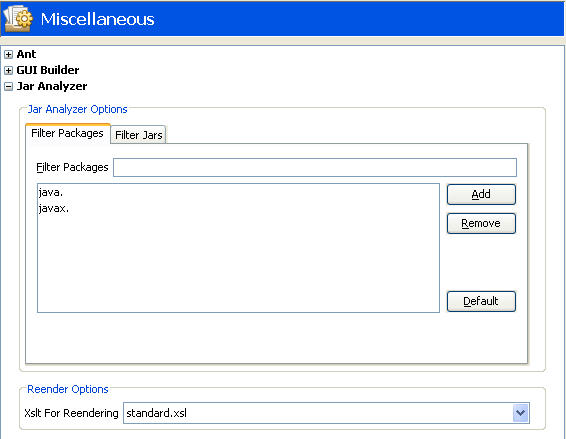 Miscellaneous
Ant
GUI Builder
Jar Analyzer
Jar Analyzer Options
Filter Packages Filter Jars
Filter Packages
java.
javax.
Add
Remove
Default
Reender Options
Xslt For Reendering standard.xsl